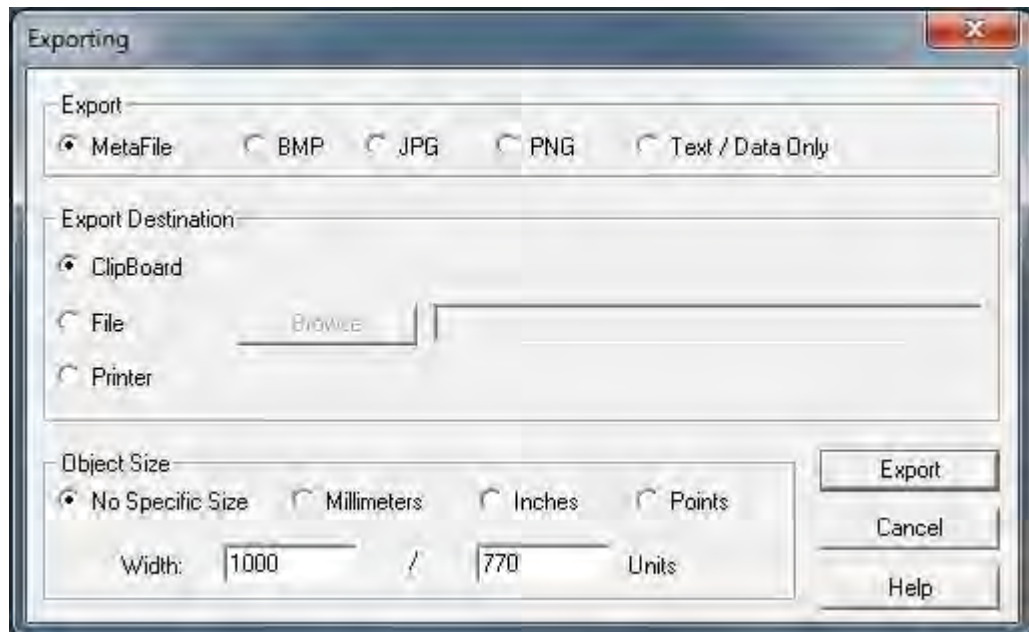 Exporting
Export
MetaFile BMP JPG PNG Text / Data Only
Export Destination
ClipBoard
File Browse
Printer
Object Size
No Specific Size Millimeters Inches Points
Width: 1000 / 770 Units
Export
Cancel
Help